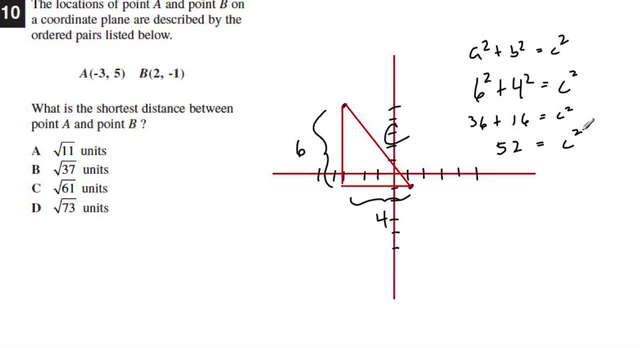 10
The locations of point A and point B on
a coordinate plane are described by the
ordered pairs listed below.
A(-3, 5) B(2, -1)
What is the shortest distance between
point A and point B ?
A √11 units
B √37 units
C √61 units
D √73 units
6
C
4
a² + b² = c²
6² + 4² = c²
36 + 16 = c²
52 = c²